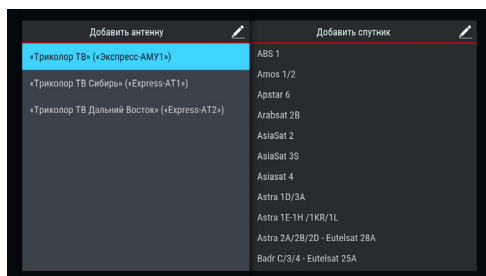 Добавить антенну
«Триколор ТВ» («Экспресс-АМУ1»)
«Триколор ТВ Сибирь» («Express-AT1»)
«Триколор ТВ Дальний Восток» («Express-AT2»)
Добавить спутник
ABS 1
Amos 1/2
Apstar 6
Arabsat 2B
AsiaSat 2
AsiaSat 3S
Asiasat 4
Astra 1D/3A
Astra 1E-1H /1KR/1L
Astra 2A/2B/2D - Eutelsat 28A
Badr C/3/4 - Eutelsat 25A